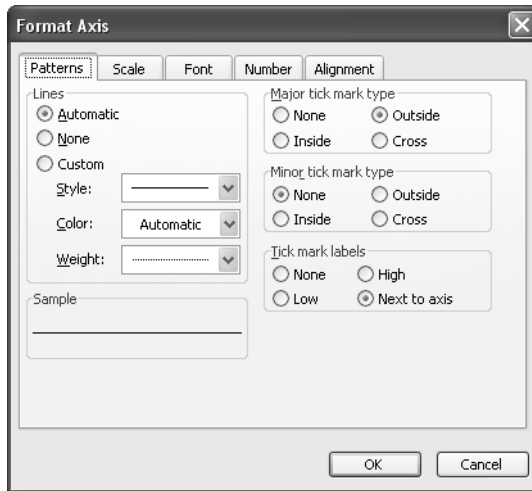 Format Axis
Patterns Scale Font Number Alignment
Lines
Automatic
None
Custom
Style:
Color: Automatic
Weight:
Sample
Major tick mark type
None Outside
Inside Cross
Minor tick mark type
None Outside
Inside Cross
Tick mark labels
None High
Low Next to axis
OK Cancel